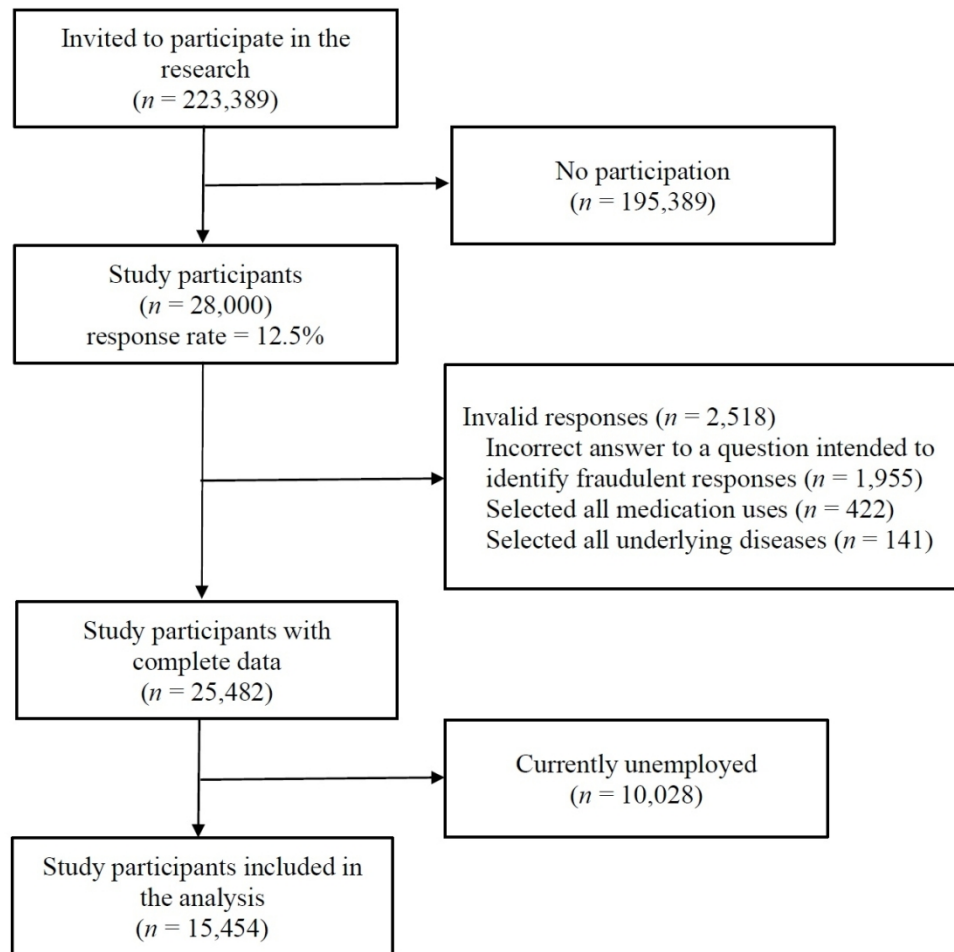 Invited to participate in the
research
(n = 223,389)
No participation
(n = 195,389)
Study participants
(n = 28,000)
response rate = 12.5%
Invalid responses (n = 2,518)
Incorrect answer to a question intended to
identify fraudulent responses (n = 1,955)
Selected all medication uses (n = 422)
Selected all underlying diseases (n = 141)
Study participants with
complete data
(n = 25,482)
Currently unemployed
(n = 10,028)
Study participants included in
the analysis
(n = 15,454)